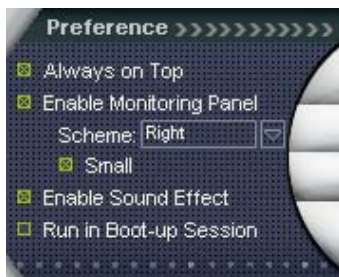 Preference >>>>>>>>>>>
Always on Top
Enable Monitoring Panel
Scheme: Right
Small
Enable Sound Effect
Run in Boot-up Session